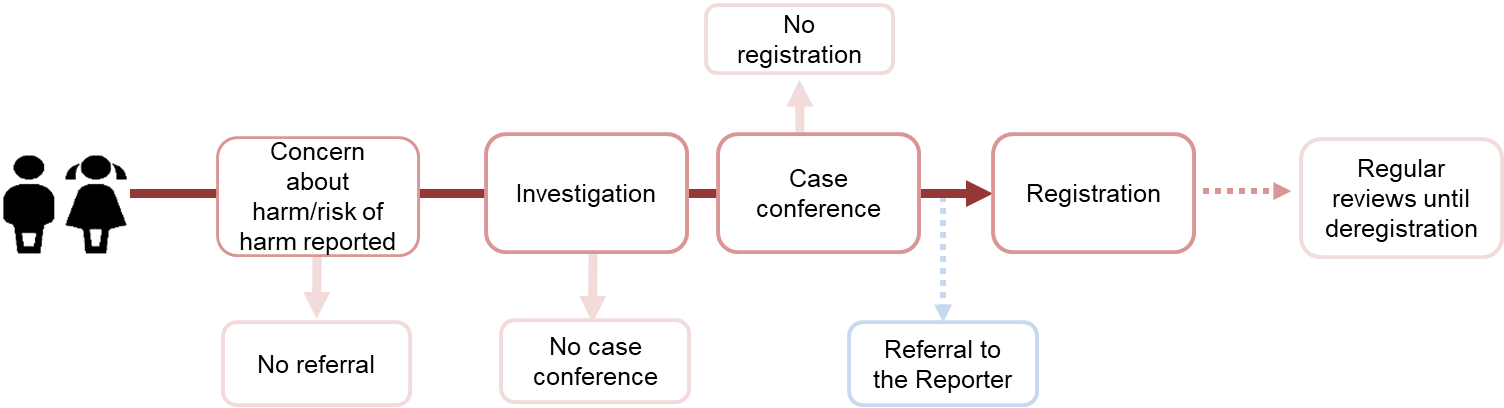 No
registration
Concern
about
harm/risk of
harm reported
Investigation
Case
conference
Registration
Regular
reviews until
deregistration
No referral
No case
conference
Referral to
the Reporter